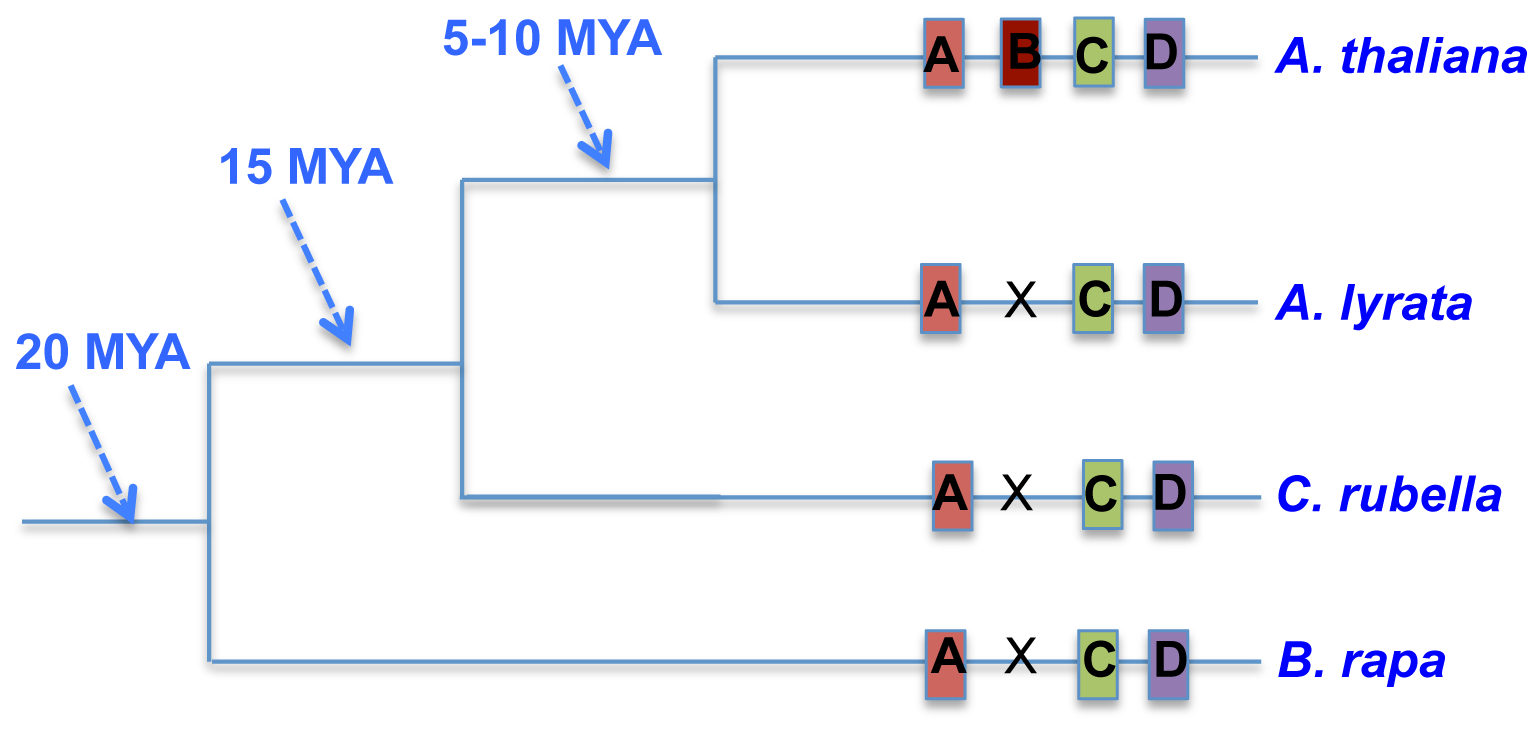 5-10 MYA
A B C D A. thaliana
15 MYA
A X C D A. lyrata
20 MYA
A X C D C. rubella
A X C D B. rapa